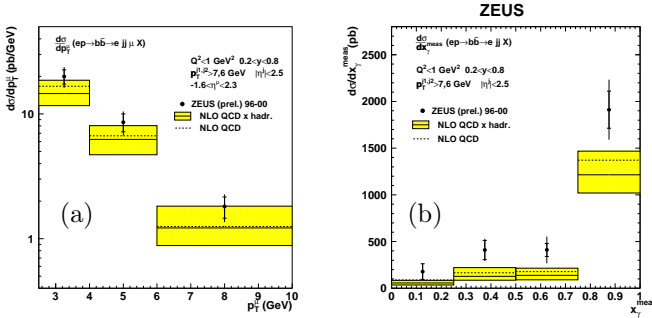 ZEUS
dσ/dp_T^μ (ep→bb̄→e jj μ X)
Q²<1 GeV² 0.2<y<0.8
p_T^{j1,j2}>7,6 GeV |η^j|<2.5
-1.6<η^μ<2.3
ZEUS (prel.) 96-00
NLO QCD x hadr.
NLO QCD
dσ/dp_T^μ (pb/GeV)
10
1
(a)
3 4 5 6 7 8 9 10
p_T^μ (GeV)
dσ/dx_γ^meas (ep→bb̄→e jj X)
Q²<1 GeV² 0.2<y<0.8
p_T^{j1,j2}>7,6 GeV |η^j|<2.5
ZEUS (prel.) 96-00
NLO QCD x hadr.
NLO QCD
dσ/dx_γ^meas (pb)
2500
2000
1500
1000
500
0
(b)
0 0.1 0.2 0.3 0.4 0.5 0.6 0.7 0.8 0.9 1
x_γ^meas